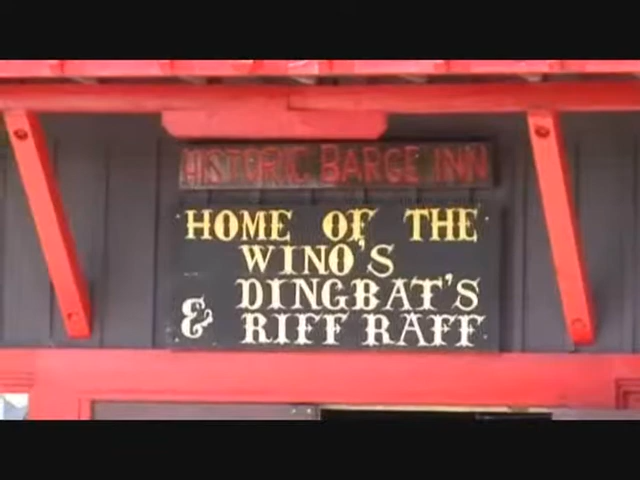 HISTORIC BARGE INN
HOME OF THE
WINO'S
DINGBAT'S
& RIFF RAFF